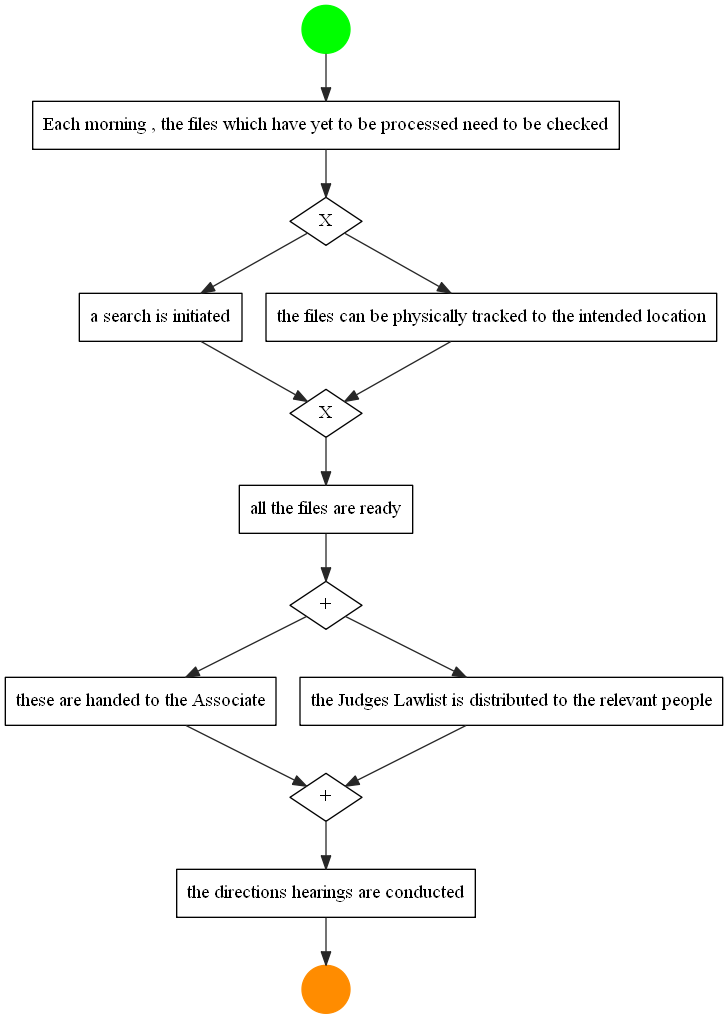 Each morning , the files which have yet to be processed need to be checked
X
a search is initiated
the files can be physically tracked to the intended location
X
all the files are ready
+
these are handed to the Associate
the Judges Lawlist is distributed to the relevant people
+
the directions hearings are conducted